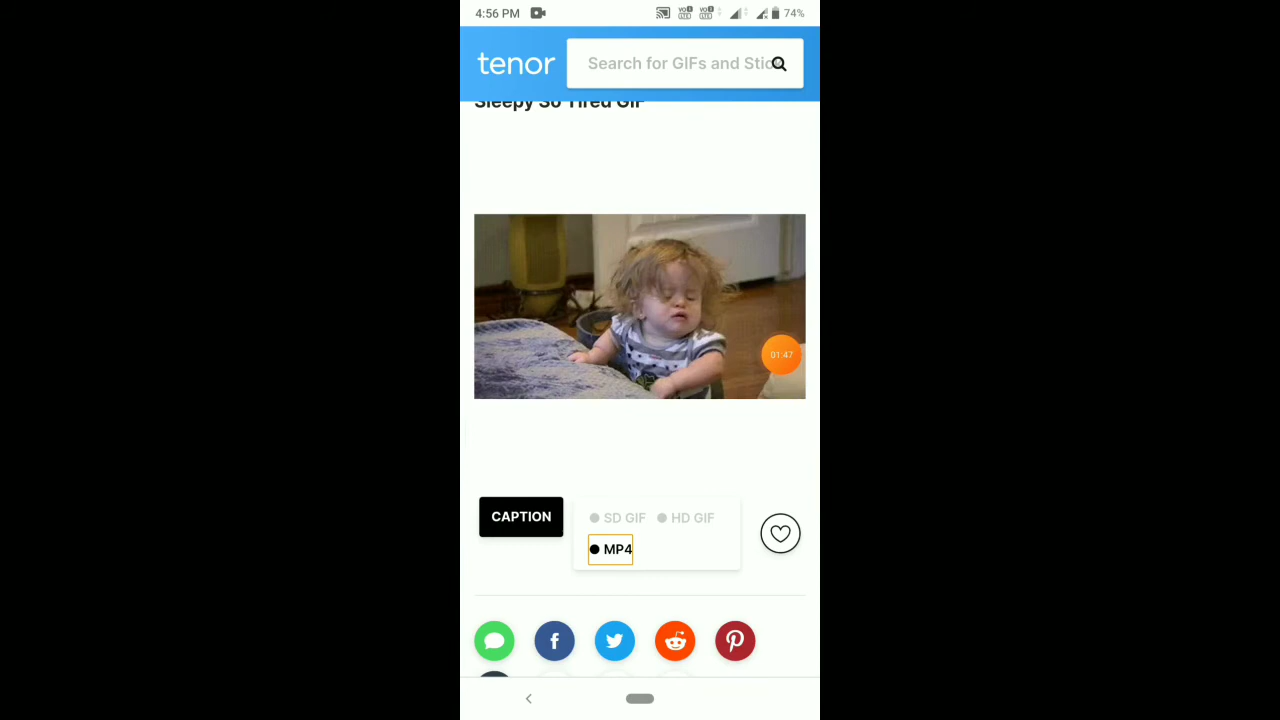 4:56 PM
74%
tenor
Search for GIFs and Stic
Sleepy So Tired GIF
01:47
CAPTION
SD GIF
HD GIF
MP4